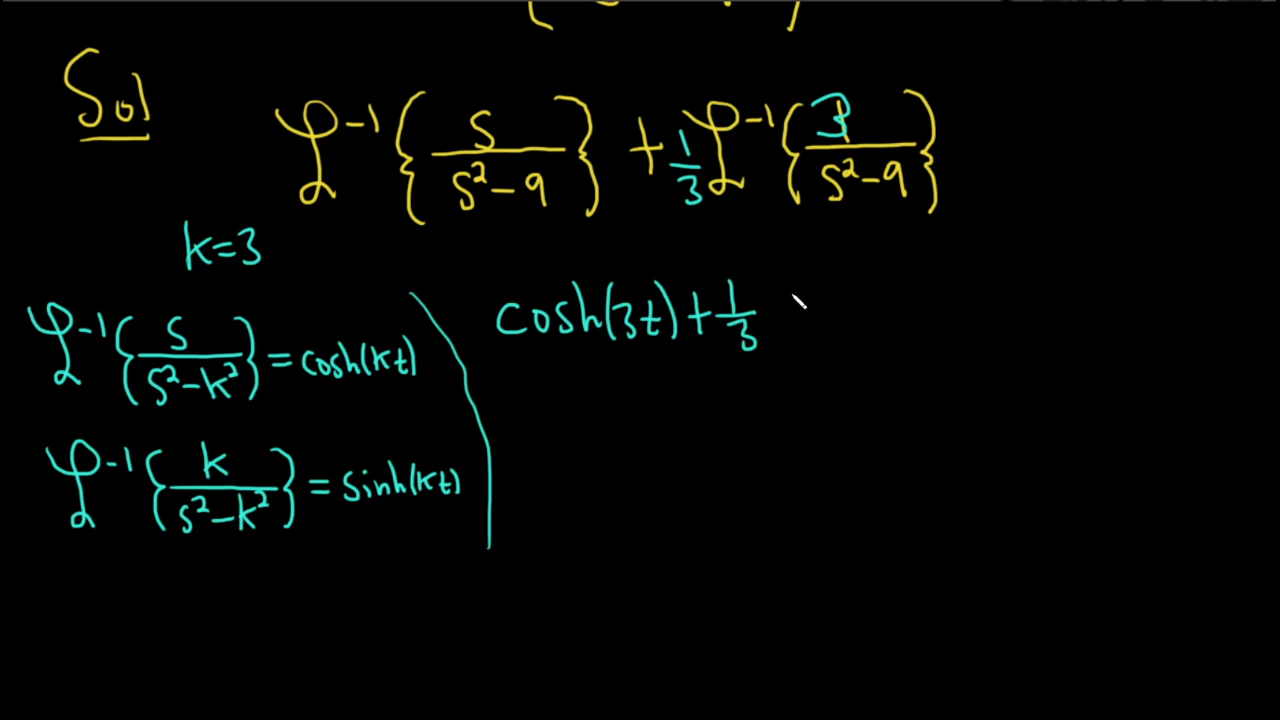 Sol
ℒ⁻¹{s/(s²-9)} + 1/3 ℒ⁻¹{3/(s²-9)}
k=3
cosh(3t)+1/3
ℒ⁻¹{s/(s²-k²)} = cosh(kt)
ℒ⁻¹{k/(s²-k²)} = sinh(kt)